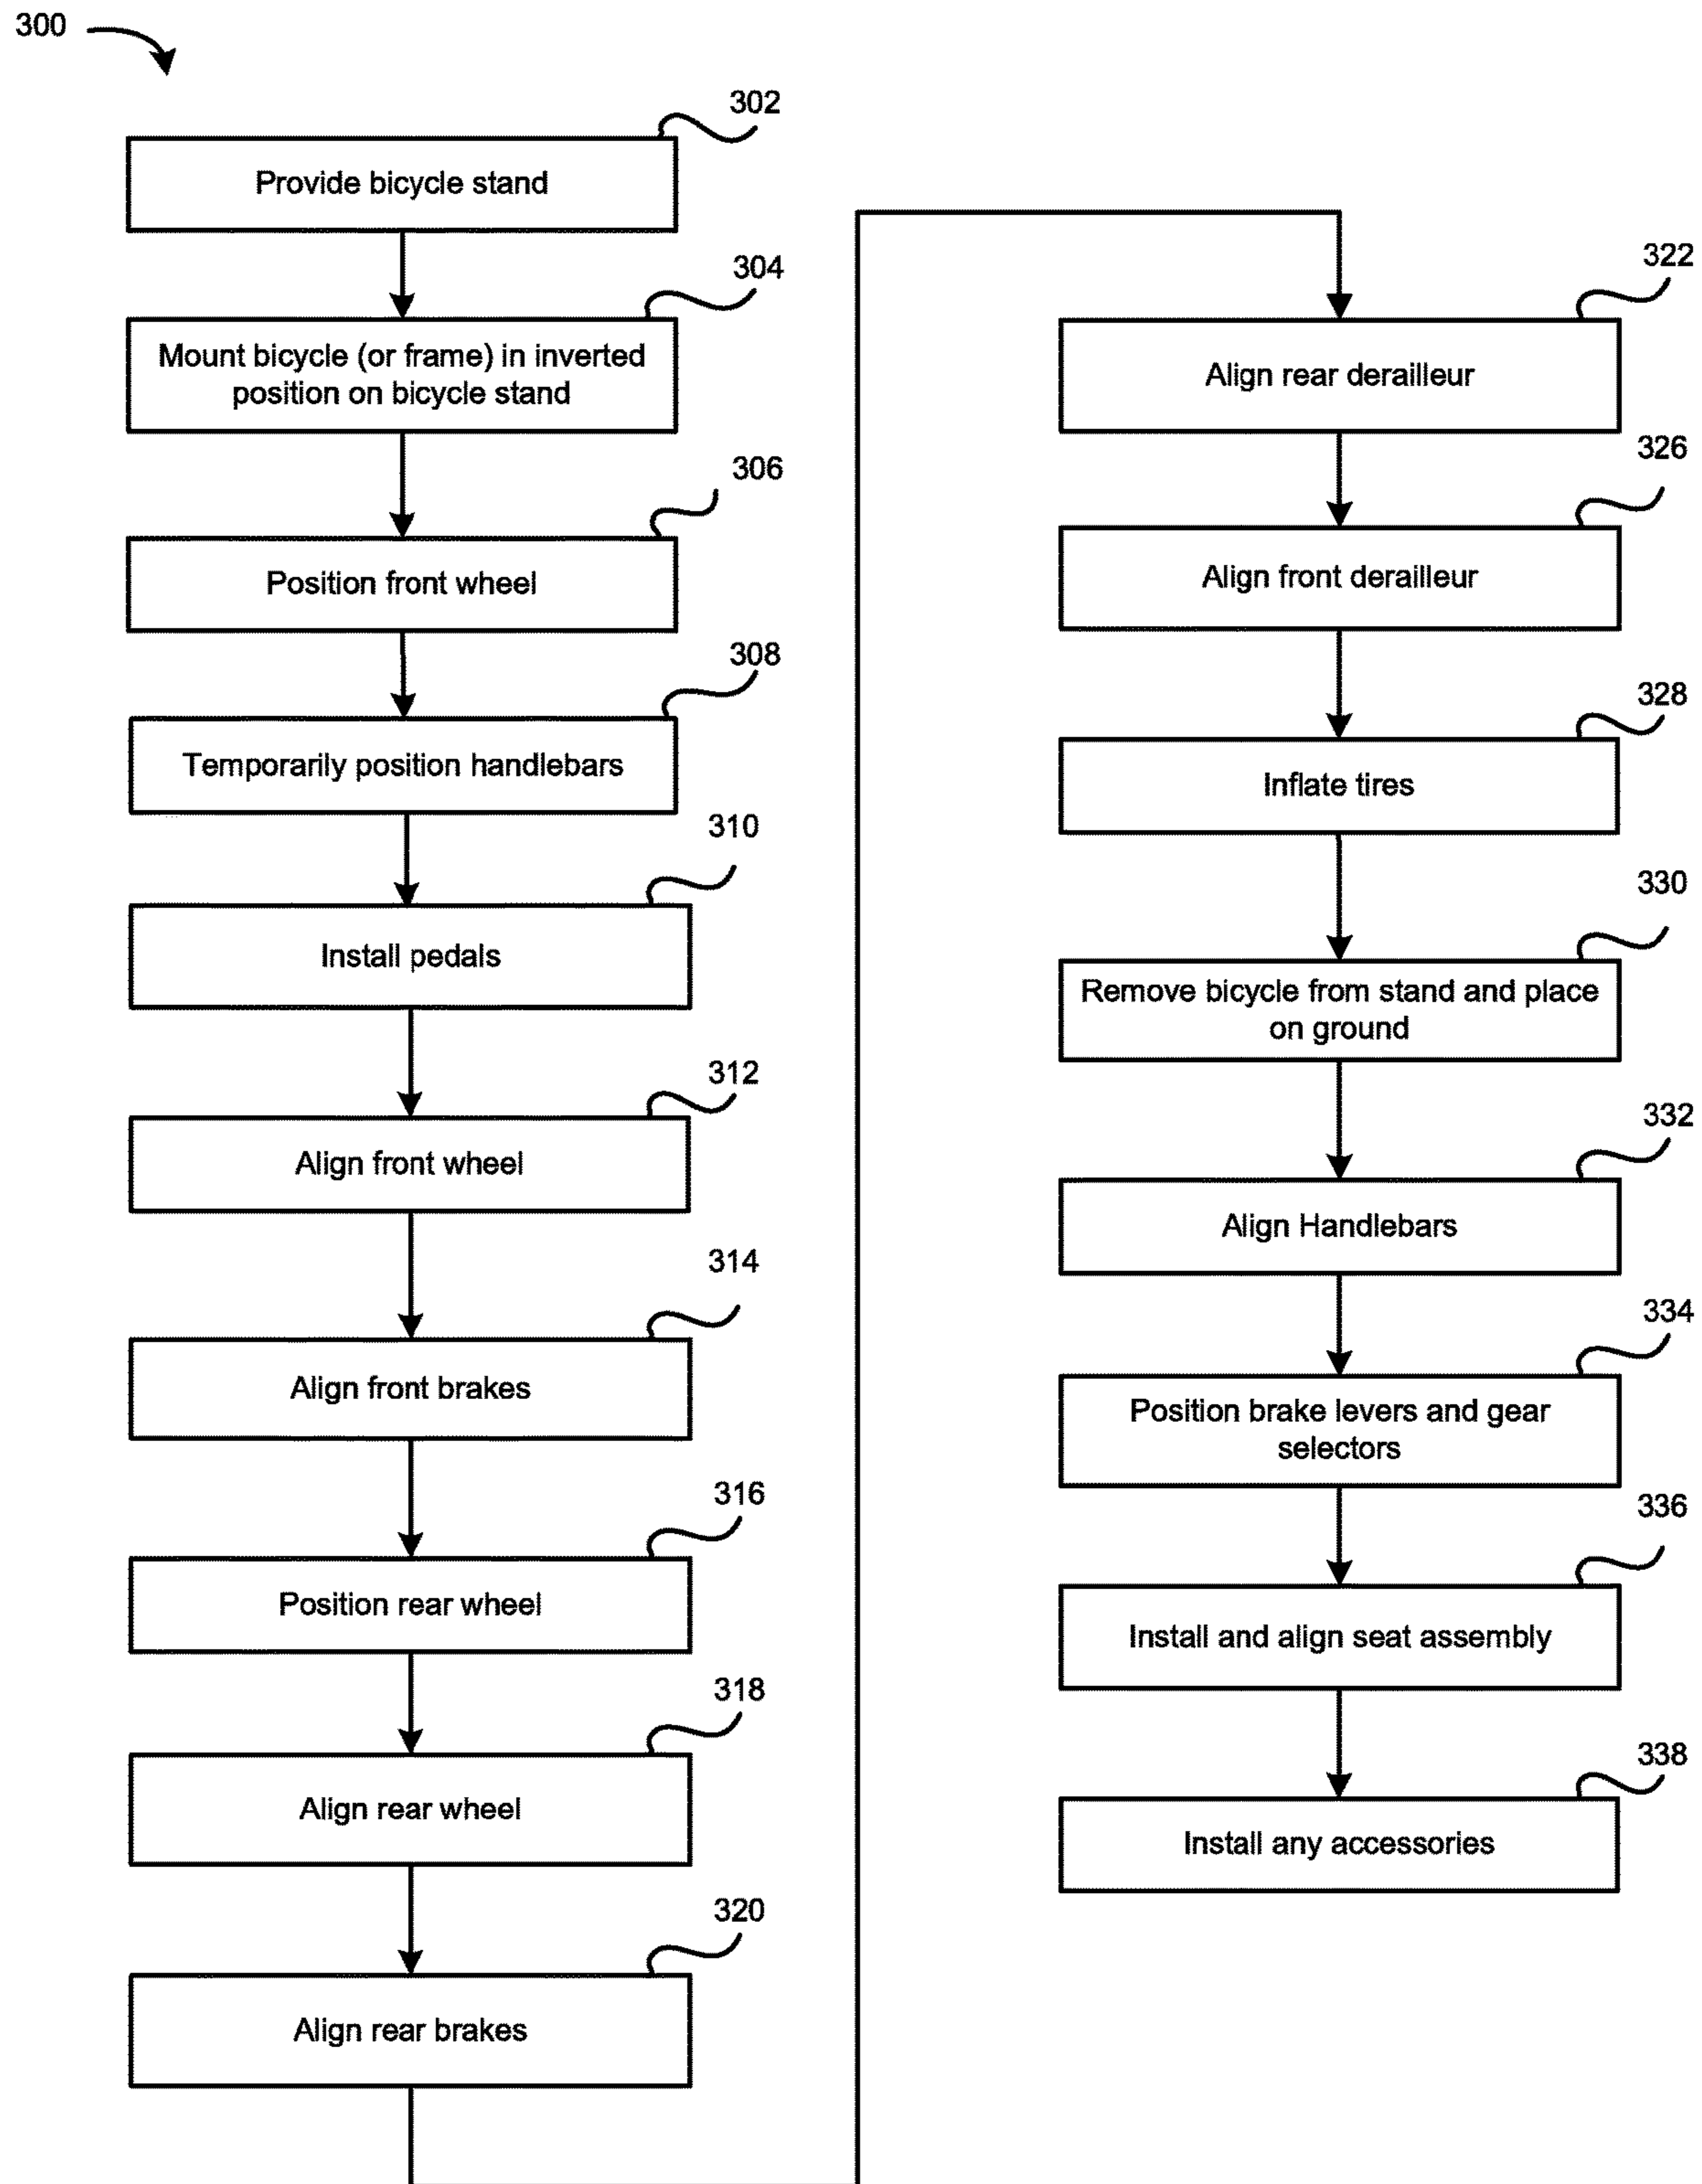 300
302
Provide bicycle stand
304
Mount bicycle (or frame) in inverted
position on bicycle stand
306
Position front wheel
308
Temporarily position handlebars
310
Install pedals
312
Align front wheel
314
Align front brakes
316
Position rear wheel
318
Align rear wheel
320
Align rear brakes
322
Align rear derailleur
326
Align front derailleur
328
Inflate tires
330
Remove bicycle from stand and place
on ground
332
Align Handlebars
334
Position brake levers and gear
selectors
336
Install and align seat assembly
338
Install any accessories